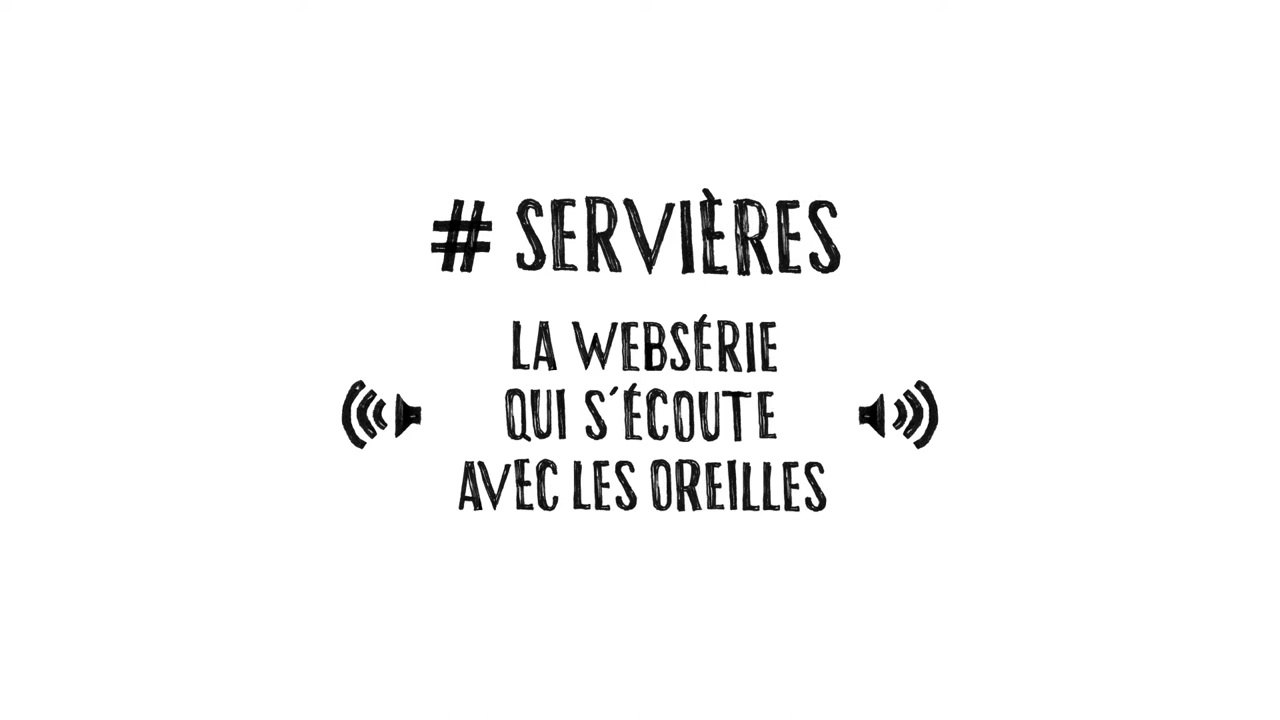 # SERVIÈRES
LA WEBSÉRIE
QUI S'ÉCOUTE
AVEC LES OREILLES